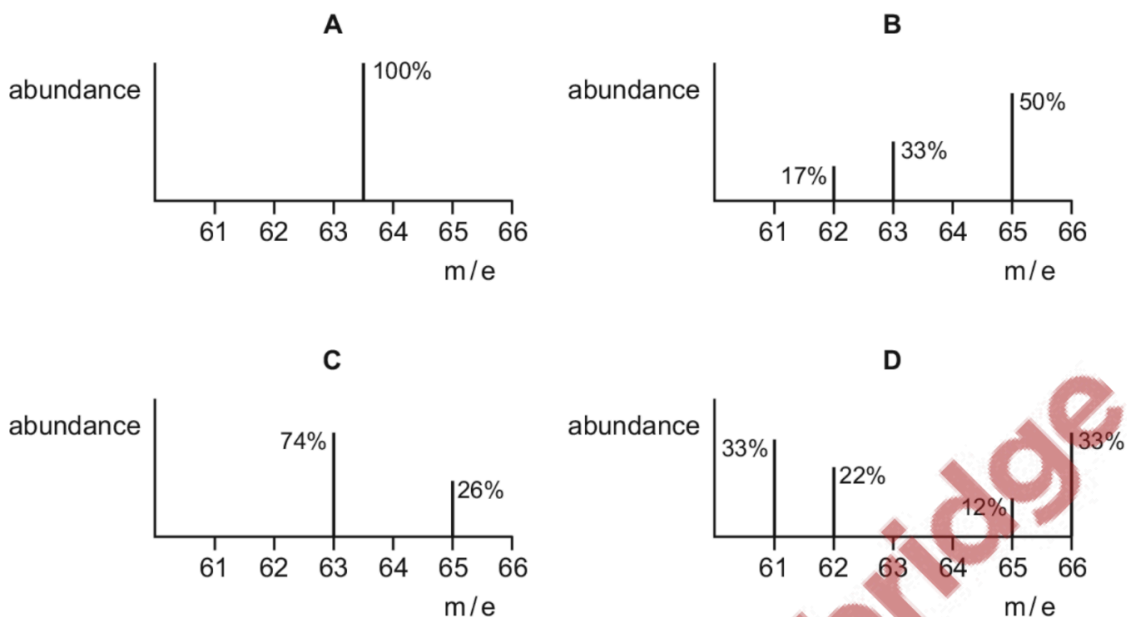 A
abundance
100%
61 62 63 64 65 66
m / e
B
abundance
17%
33%
50%
61 62 63 64 65 66
m / e
C
abundance
74%
26%
61 62 63 64 65 66
m / e
D
abundance
33%
22%
12%
33%
61 62 63 64 65 66
m / e
bridge